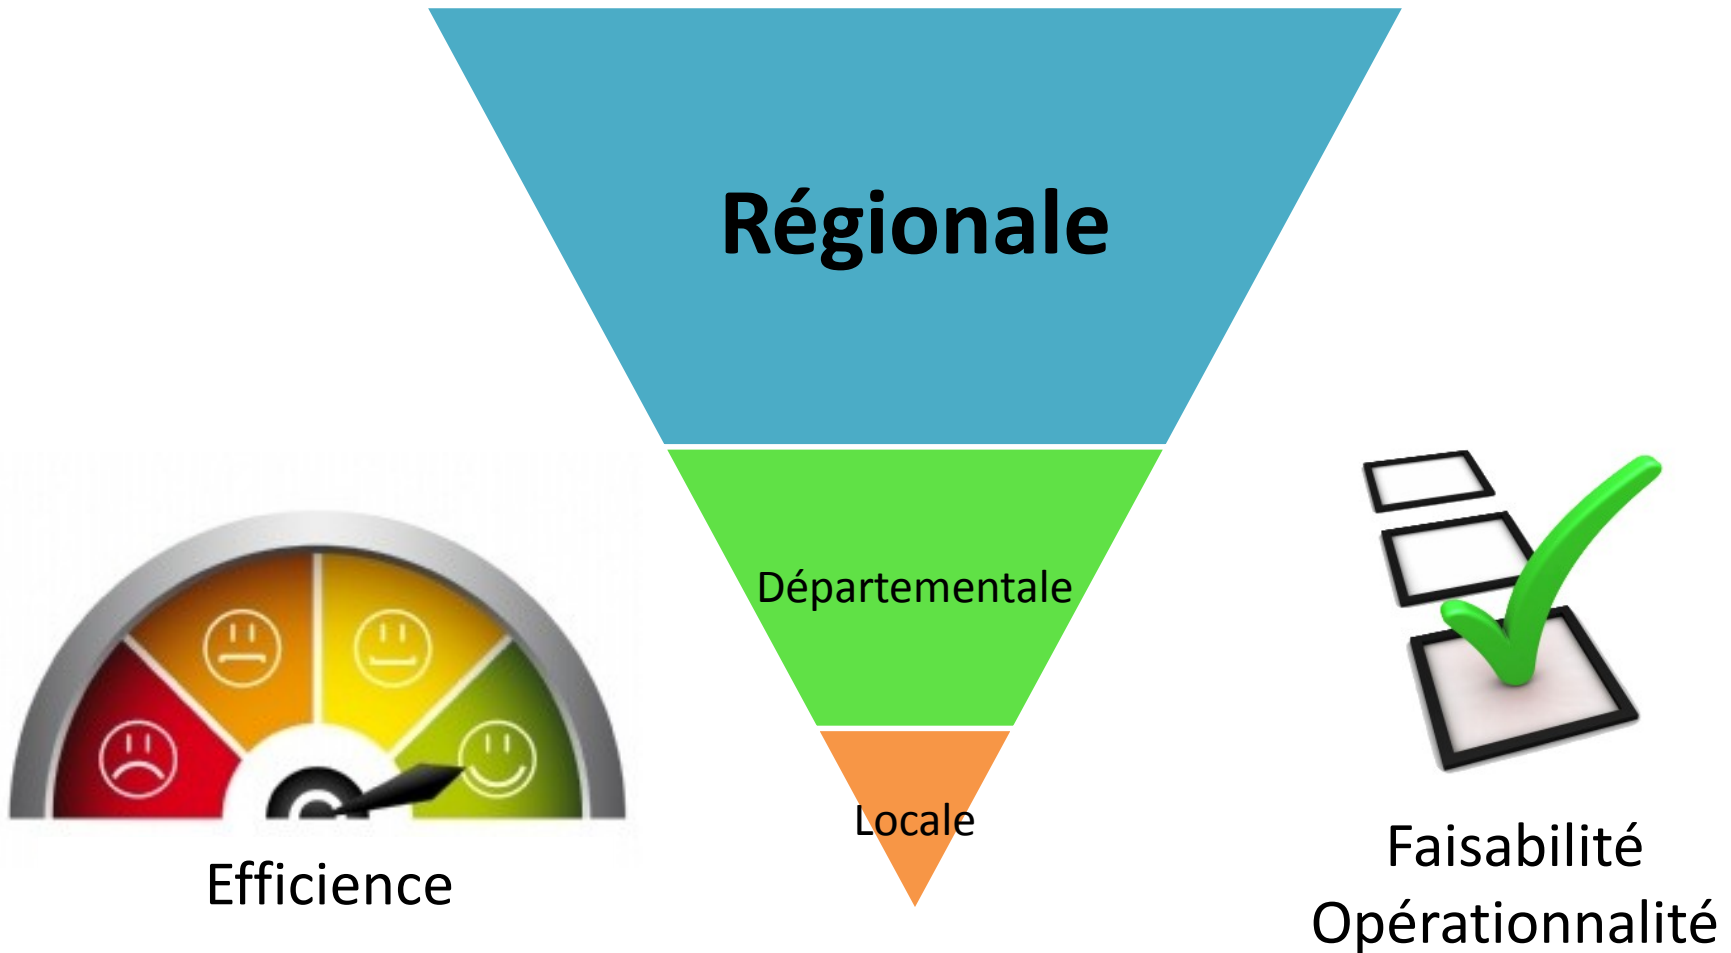 Régionale
Départementale
Locale
Efficience
Faisabilité
Opérationnalité